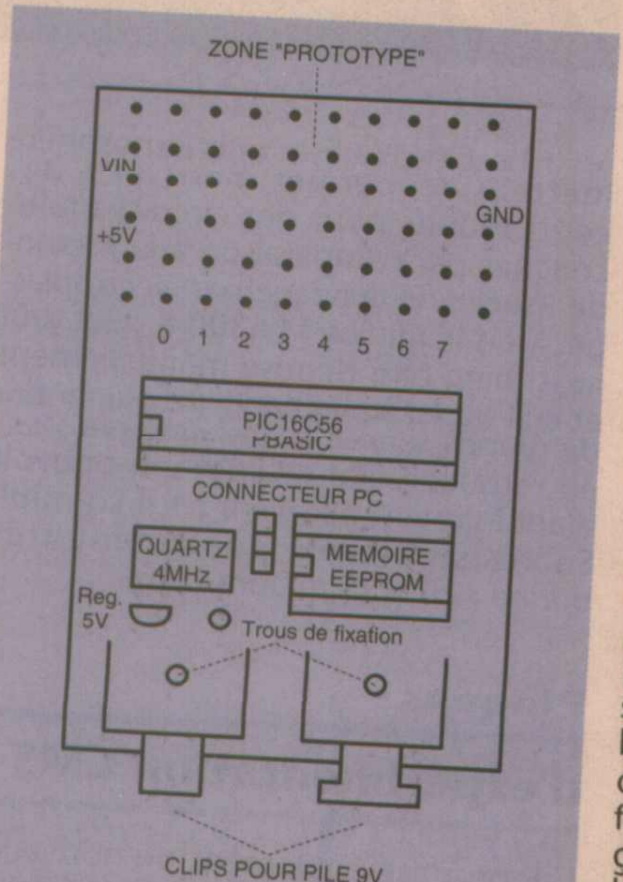 ZONE "PROTOTYPE"
VIN
GND
+5V
0 1 2 3 4 5 6 7
PIC16C56
PBASIC
CONNECTEUR PC
QUARTZ
4MHz
MEMOIRE
EEPROM
Reg.
5V
Trous de fixation
CLIPS POUR PILE 9V